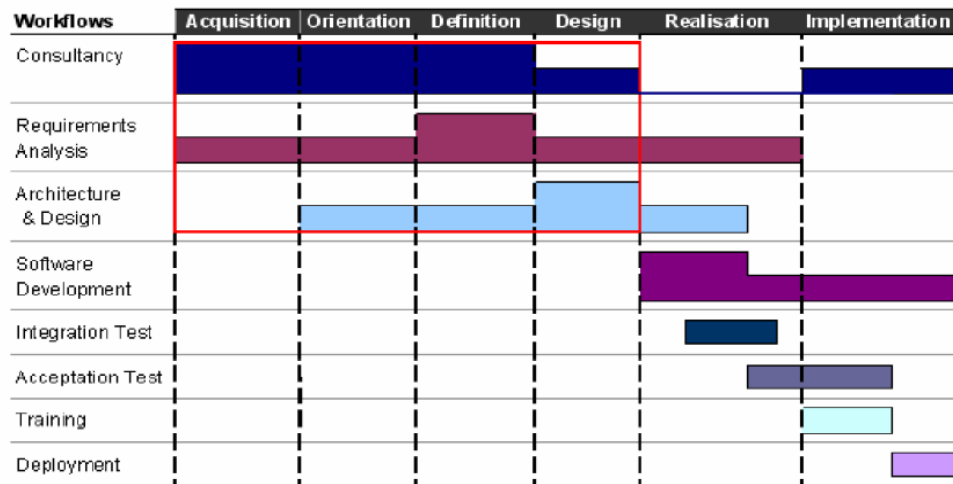 Workflows Acquisition Orientation Definition Design Realisation Implementation
Consultancy
Requirements
Analysis
Architecture
& Design
Software
Development
Integration Test
Acceptation Test
Training
Deployment